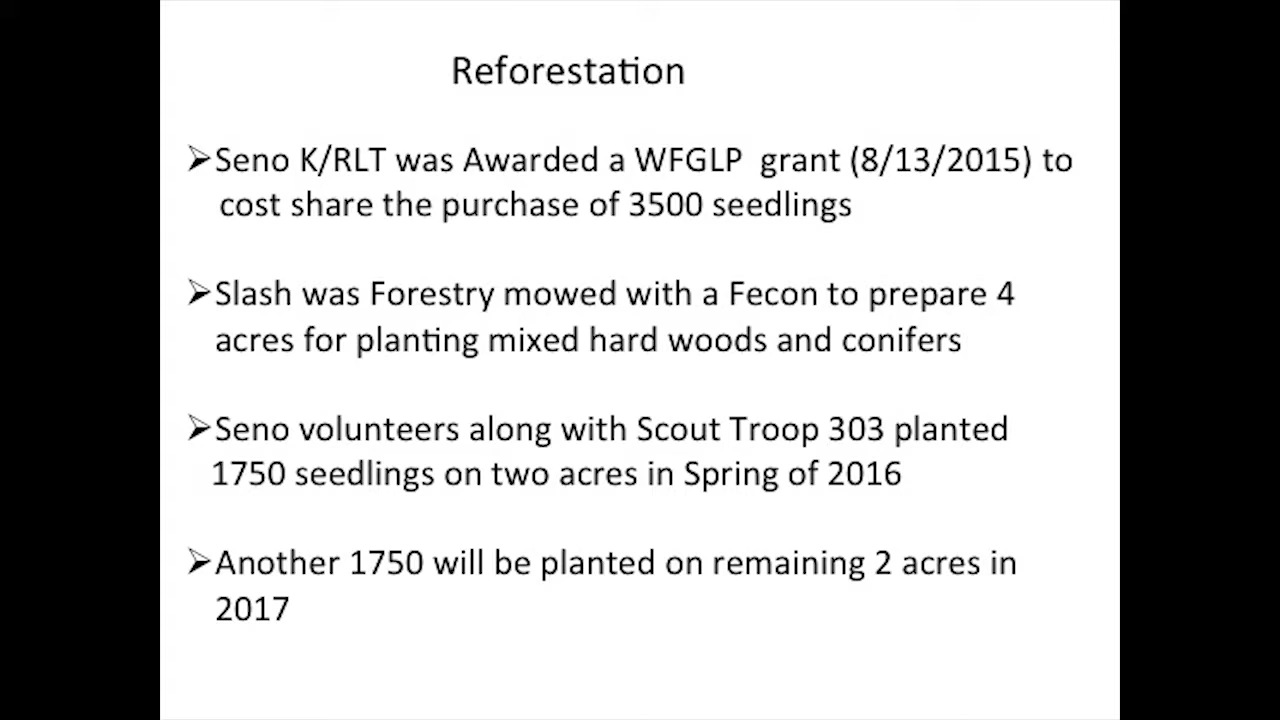 Reforestation
➢Seno K/RLT was Awarded a WFGLP grant (8/13/2015) to
cost share the purchase of 3500 seedlings
➢Slash was Forestry mowed with a Fecon to prepare 4
acres for planting mixed hard woods and conifers
➢Seno volunteers along with Scout Troop 303 planted
1750 seedlings on two acres in Spring of 2016
➢Another 1750 will be planted on remaining 2 acres in
2017